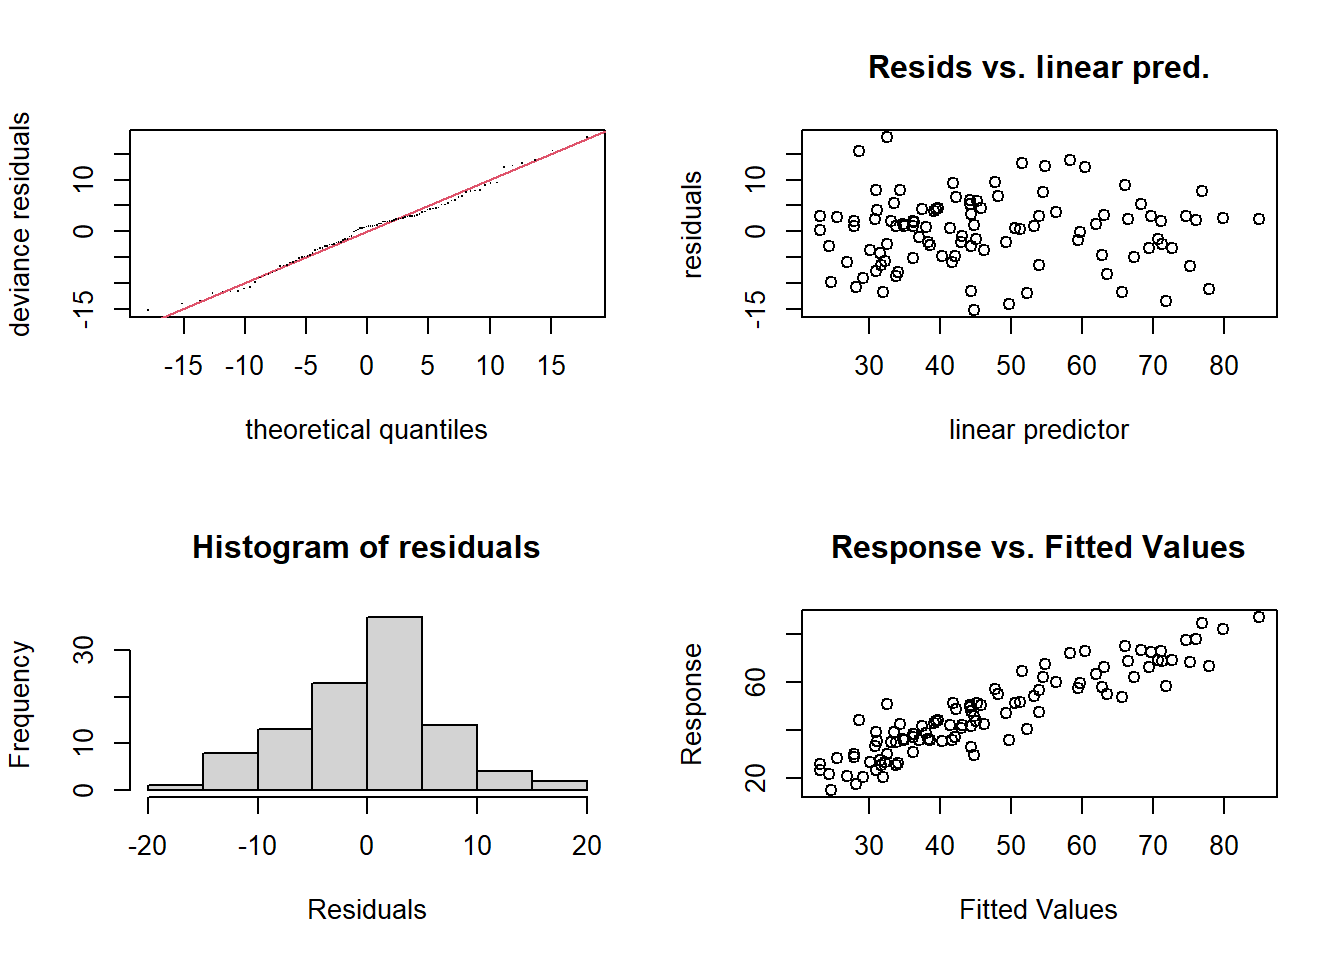 deviance residuals
10
0
-15
-15 -10 -5 0 5 10 15
theoretical quantiles
Resids vs. linear pred.
residuals
10
0
-15
30 40 50 60 70 80
linear predictor
Histogram of residuals
Frequency
30
10
0
-20 -10 0 10 20
Residuals
Response vs. Fitted Values
Response
60
20
30 40 50 60 70 80
Fitted Values